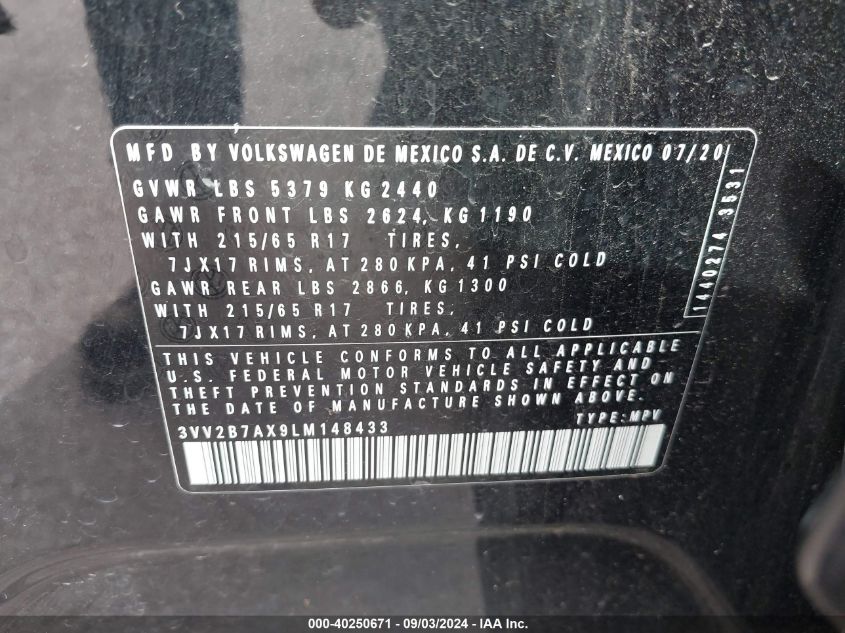 MFD BY VOLKSWAGEN DE MEXICO S.A. DE C.V. MEXICO 07/20
GVWR LBS 5379 KG 2440
GAWR FRONT LBS 2624, KG 1190
WITH 215/65 R17 TIRES,
7JX17 RIMS, AT 280 KPA, 41 PSI COLD
GAWR REAR LBS 2866, KG 1300
WITH 215/65 R17 TIRES,
7JX17 RIMS, AT 280 KPA, 41 PSI COLD
THIS VEHICLE CONFORMS TO ALL APPLICABLE
U.S. FEDERAL MOTOR VEHICLE SAFETY AND
THEFT PREVENTION STANDARDS IN EFFECT ON
THE DATE OF MANUFACTURE SHOWN ABOVE.
3VV2B7AX9LM148433 TYPE: MPV
1440274 3531
000-40250671 - 09/03/2024 - IAA Inc.